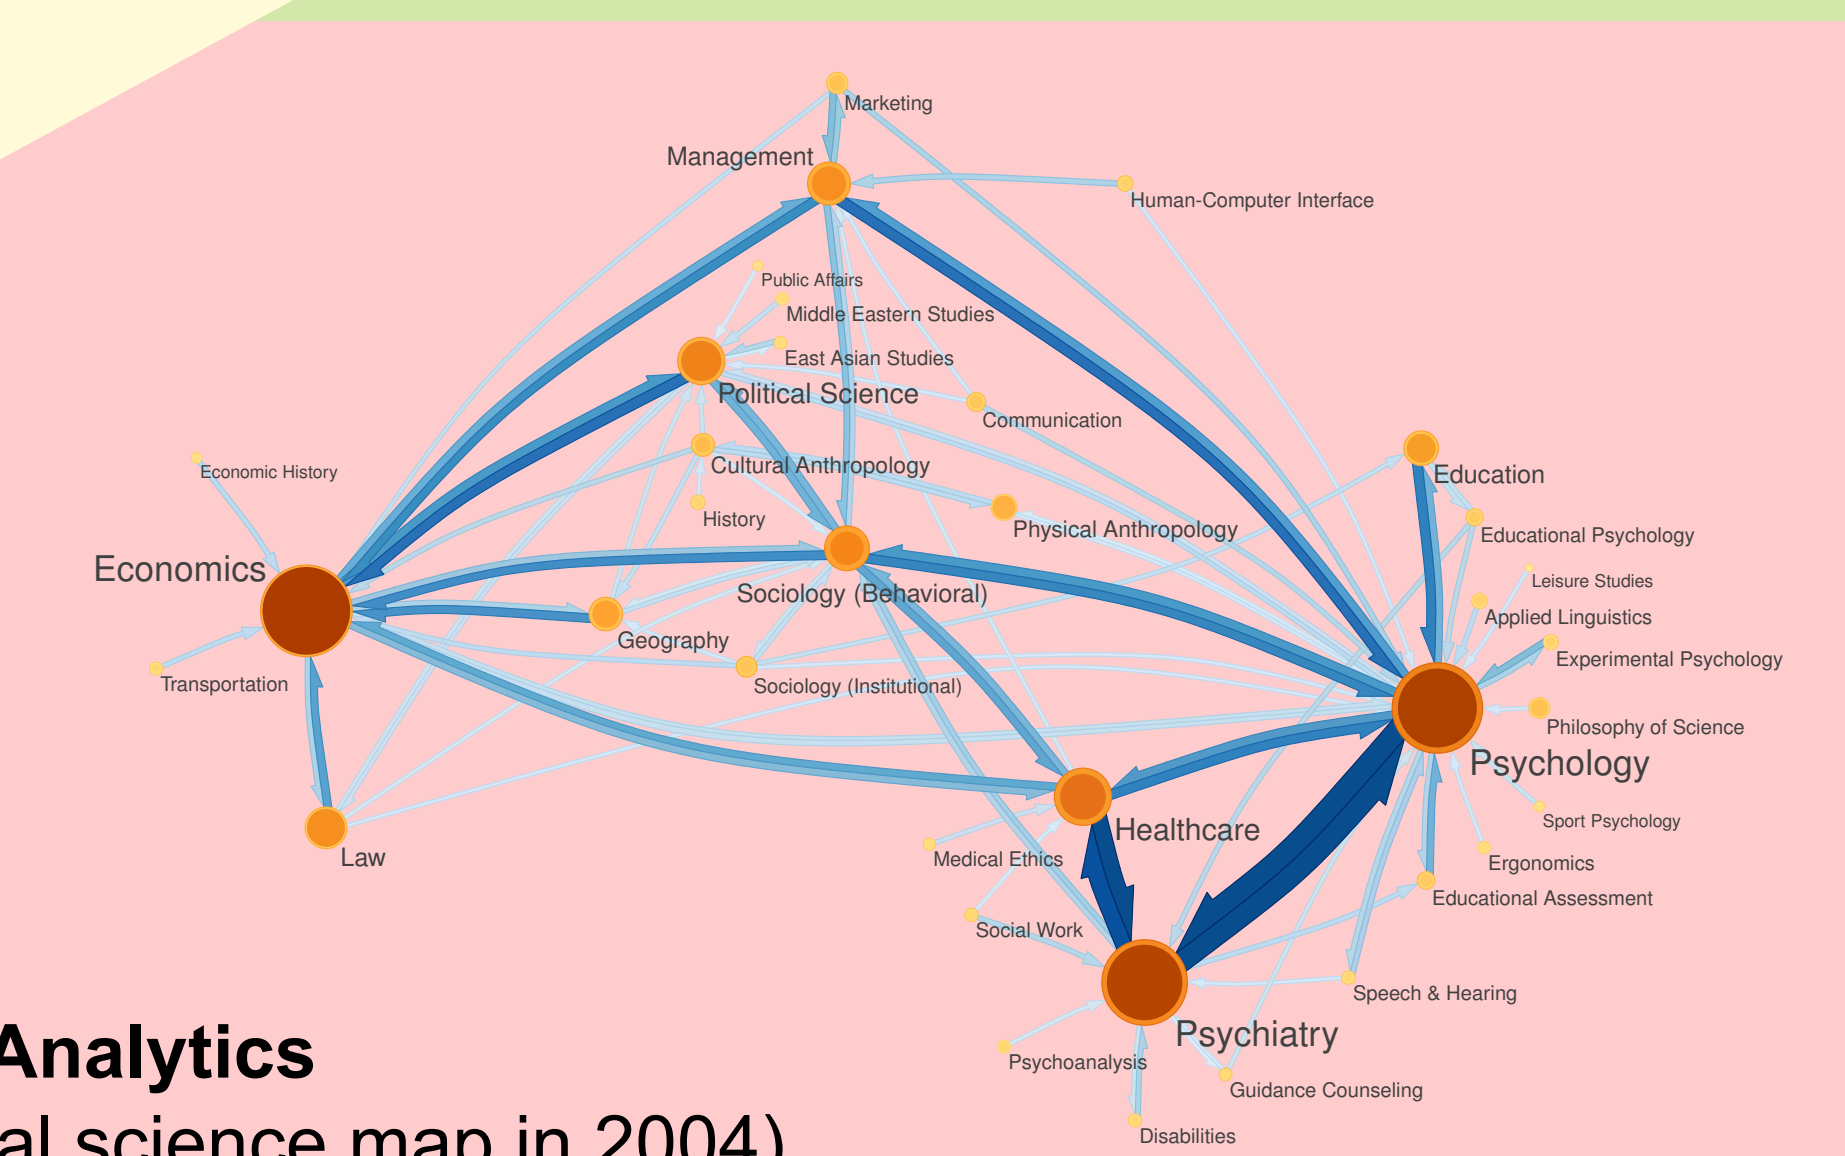 Marketing
Management
Human-Computer Interface
Public Affairs
Middle Eastern Studies
East Asian Studies
Political Science
Communication
Cultural Anthropology
Economic History
Education
History
Physical Anthropology
Educational Psychology
Economics
Leisure Studies
Sociology (Behavioral)
Applied Linguistics
Geography
Experimental Psychology
Transportation
Sociology (Institutional)
Philosophy of Science
Psychology
Sport Psychology
Healthcare
Law
Medical Ethics
Ergonomics
Educational Assessment
Social Work
Speech & Hearing
Psychiatry
Analytics
Psychoanalysis
Guidance Counseling
Disabilities
al science map in 2004)